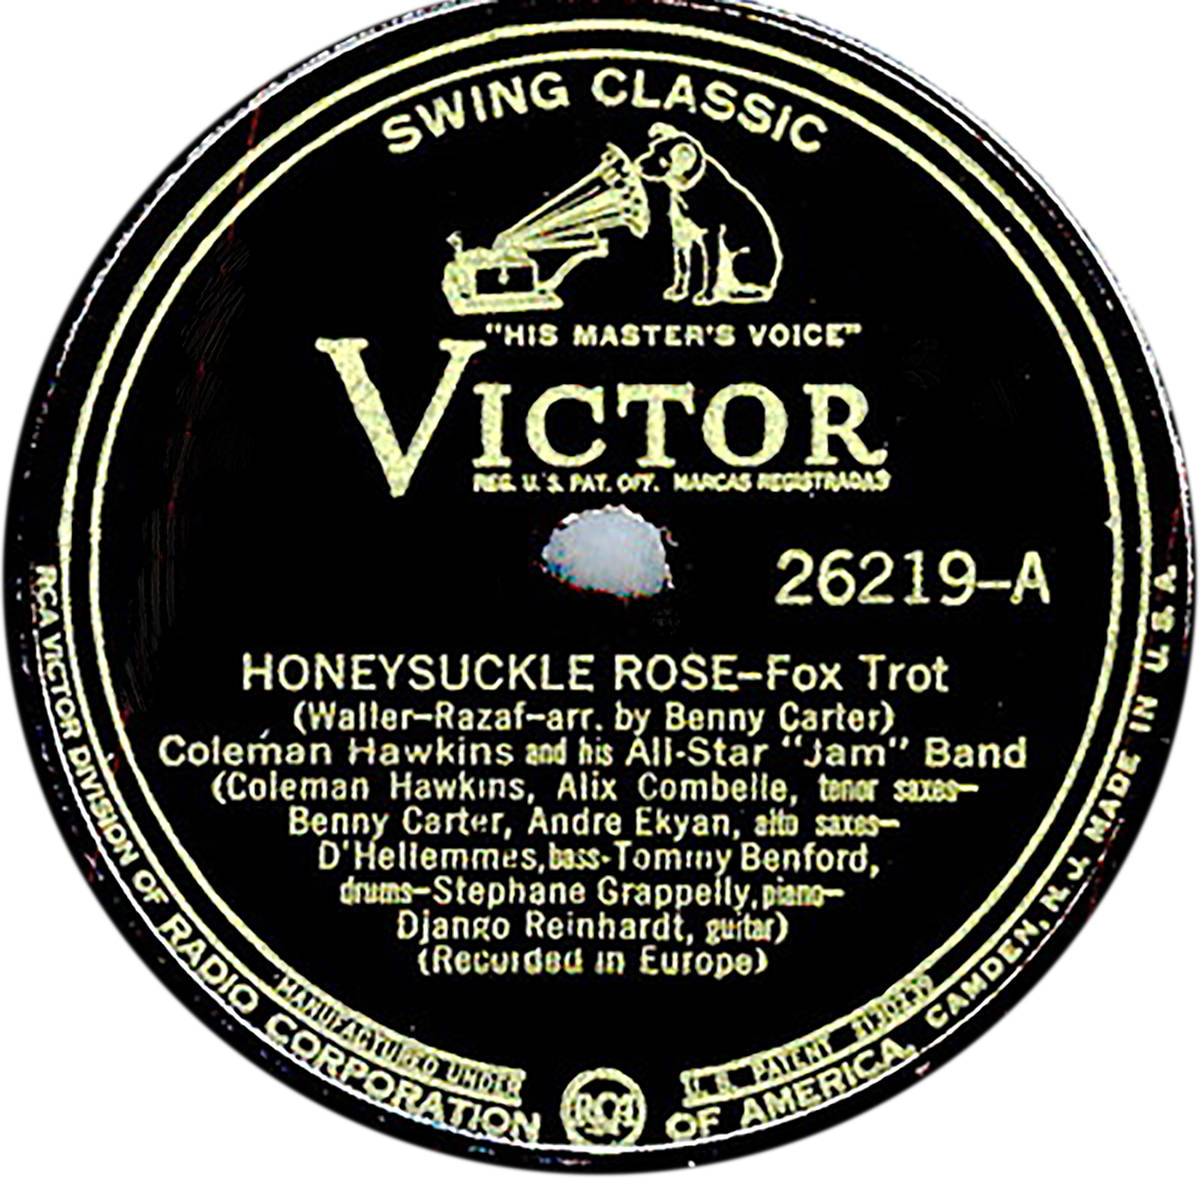 SWING CLASSIC
"HIS MASTER'S VOICE"
VICTOR
REG. U.S. PAT. OFF. MARCAS REGISTRADAS
26219-A
HONEYSUCKLE ROSE-Fox Trot
(Waller-Razaf-arr. by Benny Carter)
Coleman Hawkins and his All-Star "Jam" Band
(Coleman Hawkins, Alix Combelle, tenor saxes-
Benny Carter, Andre Ekyan, alto saxes-
D'Hellemmes, bass-Tommy Benford,
drums-Stephane Grappelly, piano-
Django Reinhardt, guitar)
(Recorded in Europe)
MANUFACTURED UNDER U.S. PATENT
RCA
RCA VICTOR DIVISION OF RADIO CORPORATION OF AMERICA, CAMDEN, N.J. MADE IN U.S.A.